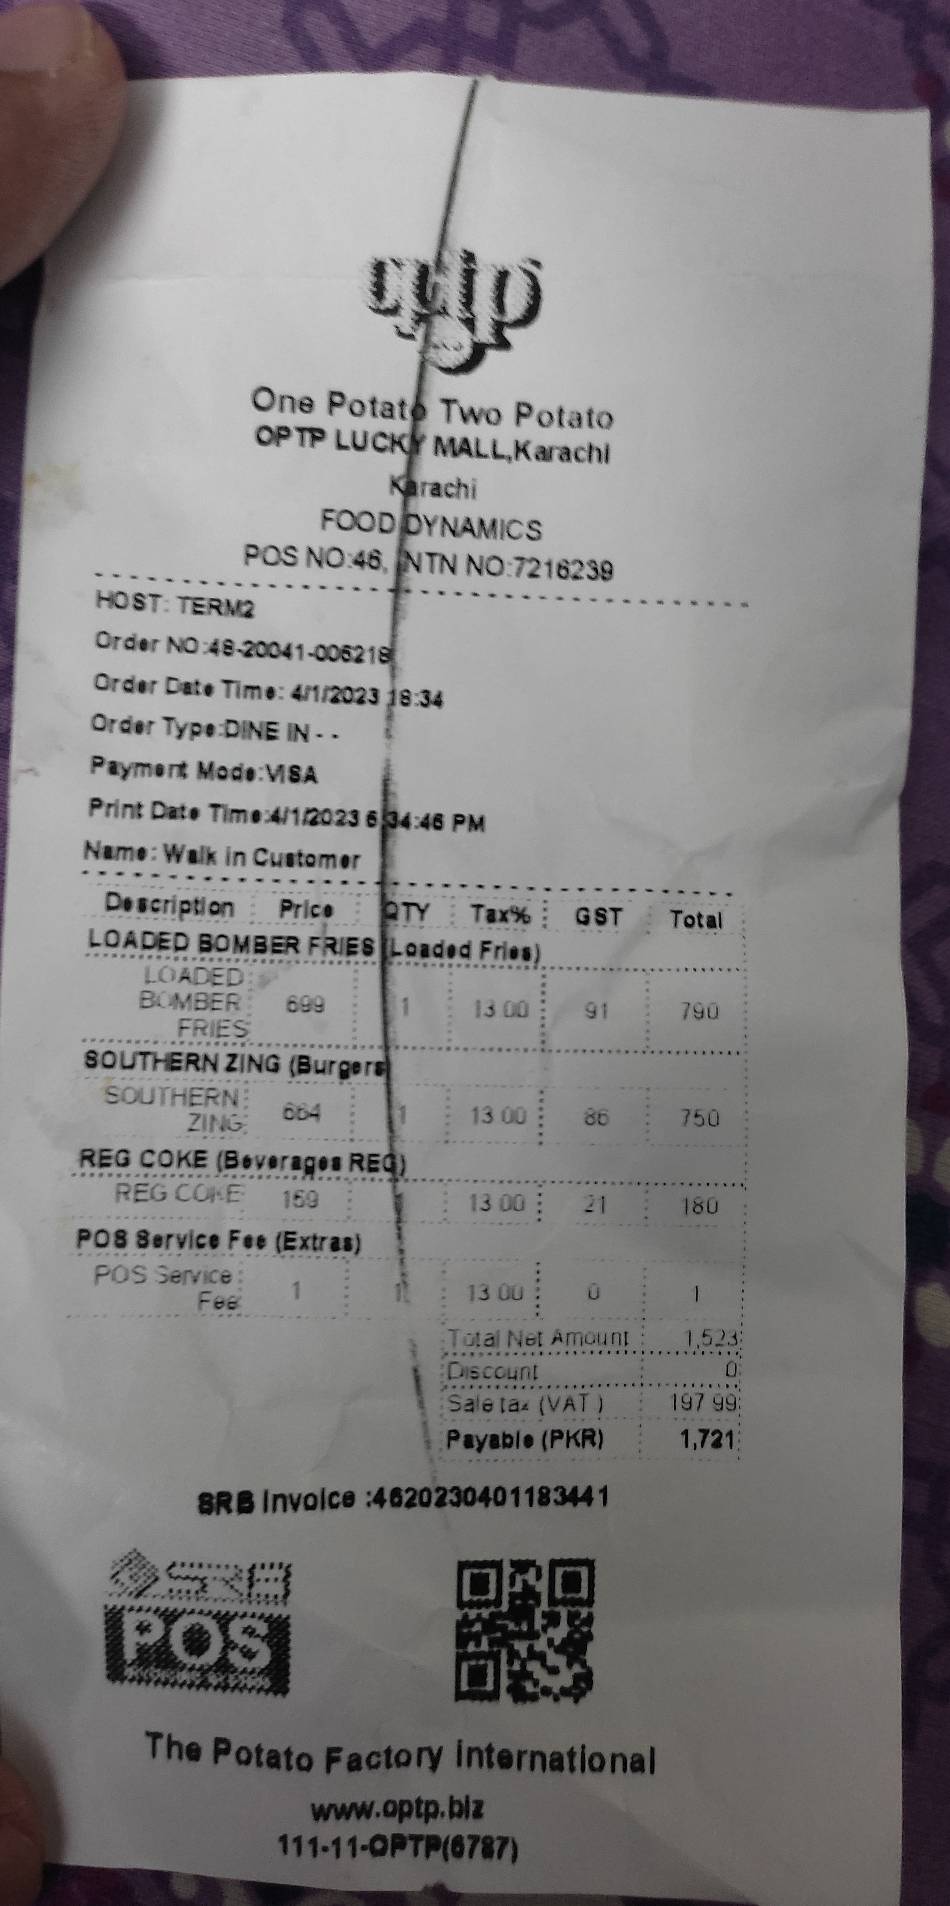 optp
One Potato Two Potato
OPTP LUCKY MALL,Karachi
Karachi
FOOD DYNAMICS
POS NO:46, NTN NO:7216239
HOST: TERM2
Order NO:48-20041-006218
Order Date Time: 4/1/2023 18:34
Order Type:DINE IN - -
Payment Mode:VISA
Print Date Time:4/1/2023 6:34:46 PM
Name: Walk in Customer
Description Price QTY Tax% GST Total
LOADED BOMBER FRIES (Loaded Fries)
LOADED
BOMBER 699 1 13.00 91 790
FRIES
SOUTHERN ZING (Burgers)
SOUTHERN 664 1 13.00 86 750
ZING
REG COKE (Beverages REG)
REG COKE 159 13.00 21 180
POS Service Fee (Extras)
POS Service 1 1 13.00 0 1
Fee
Total Net Amount 1,523
Discount 0
Sale tax (VAT ) 197.99
Payable (PKR) 1,721
SRB Invoice :4620230401183441
SRB
POS
The Potato Factory International
www.optp.biz
111-11-OPTP(6787)